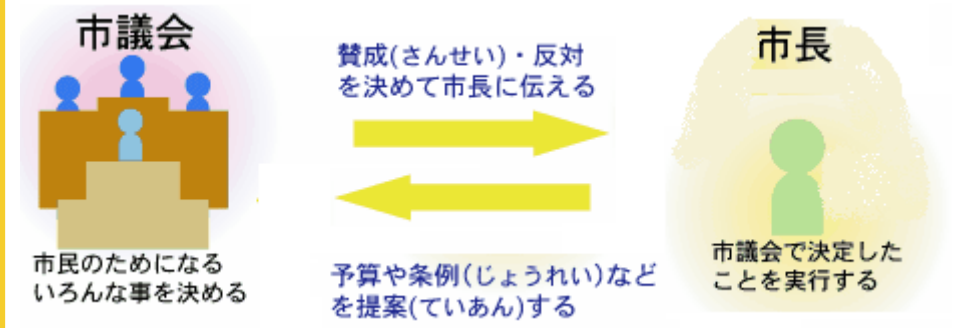 市議会
市長
賛成(さんせい)・反対
を決めて市長に伝える
市民のためになる
いろんな事を決める
予算や条例(じょうれい)など
を提案(ていあん)する
市議会で決定した
ことを実行する